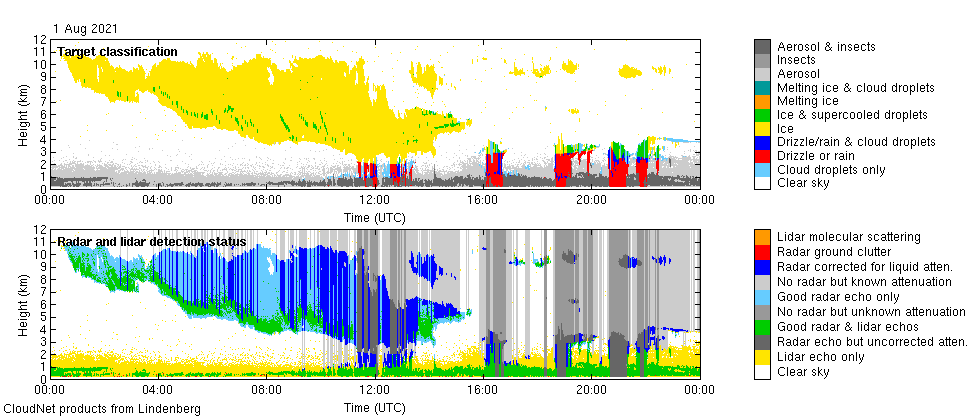 1 Aug 2021
Target classification
12
11
10
9
8
7
6
5
4
3
2
1
0
Height (km)
00:00 04:00 08:00 12:00 16:00 20:00 00:00
Time (UTC)
Aerosol & insects
Insects
Aerosol
Melting ice & cloud droplets
Melting ice
Ice & supercooled droplets
Ice
Drizzle/rain & cloud droplets
Drizzle or rain
Cloud droplets only
Clear sky
Radar and lidar detection status
12
11
10
9
8
7
6
5
4
3
2
1
0
Height (km)
00:00 04:00 08:00 12:00 16:00 20:00 00:00
Time (UTC)
Lidar molecular scattering
Radar ground clutter
Radar corrected for liquid atten.
No radar but known attenuation
Good radar echo only
No radar but unknown attenuation
Good radar & lidar echos
Radar echo but uncorrected atten.
Lidar echo only
Clear sky
CloudNet products from Lindenberg